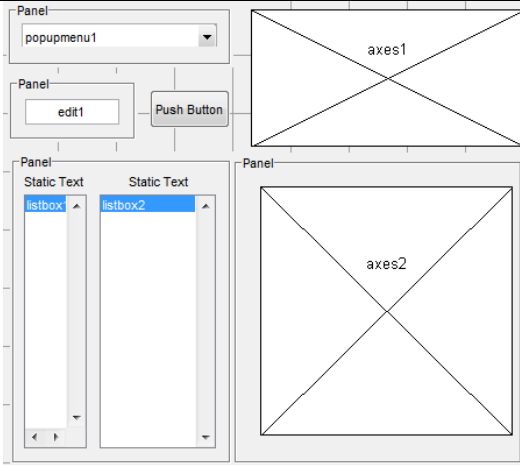 Panel
popupmenu1
axes1
Panel
edit1
Push Button
Panel
Static Text
Static Text
listbox1
listbox2
Panel
axes2